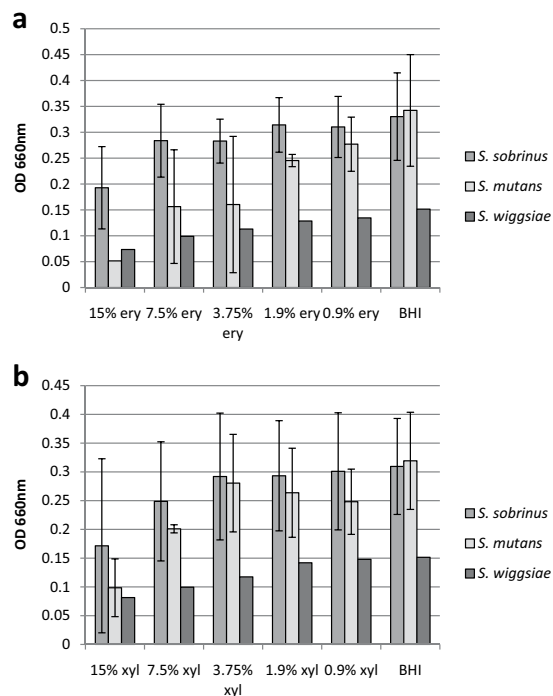 a
0.5
0.45
0.4
0.35
0.3
0.25
0.2
0.15
0.1
0.05
0
OD 660nm
15% ery 7.5% ery 3.75% ery 1.9% ery 0.9% ery BHI
S. sobrinus
S. mutans
S. wiggsiae
b
0.45
0.4
0.35
0.3
0.25
0.2
0.15
0.1
0.05
0
OD 660nm
15% xyl 7.5% xyl 3.75% xyl 1.9% xyl 0.9% xyl BHI
S. sobrinus
S. mutans
S. wiggsiae